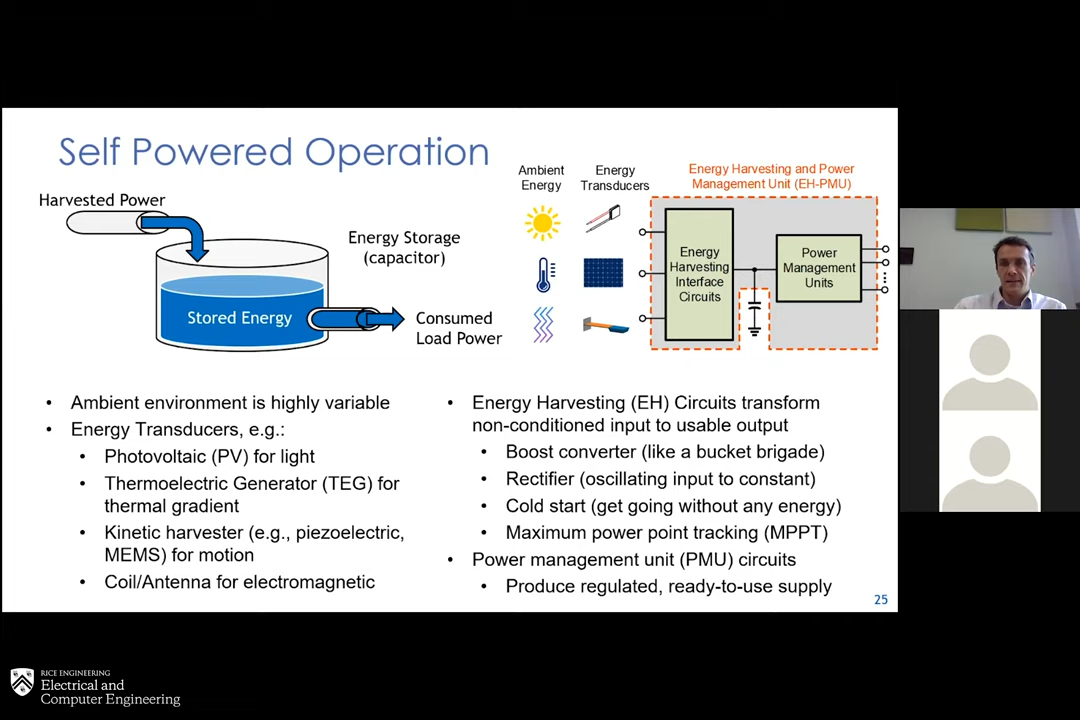 Self Powered Operation
Harvested Power
Energy Storage
(capacitor)
Stored Energy
Consumed
Load Power
Ambient
Energy
Energy
Transducers
Energy Harvesting and Power
Management Unit (EH-PMU)
Energy
Harvesting
Interface
Circuits
Power
Management
Units
• Ambient environment is highly variable
• Energy Transducers, e.g.:
• Photovoltaic (PV) for light
• Thermoelectric Generator (TEG) for
thermal gradient
• Kinetic harvester (e.g., piezoelectric,
MEMS) for motion
• Coil/Antenna for electromagnetic
• Energy Harvesting (EH) Circuits transform
non-conditioned input to usable output
• Boost converter (like a bucket brigade)
• Rectifier (oscillating input to constant)
• Cold start (get going without any energy)
• Maximum power point tracking (MPPT)
• Power management unit (PMU) circuits
• Produce regulated, ready-to-use supply
25
RICE ENGINEERING
Electrical and
Computer Engineering